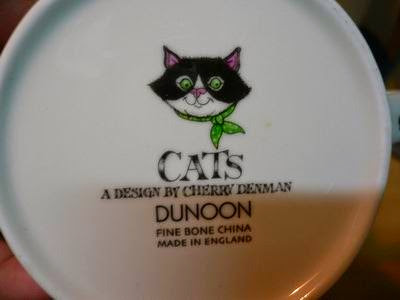 CATS
A DESIGN BY CHERRY DENMAN
DUNOON
FINE BONE CHINA
MADE IN ENGLAND